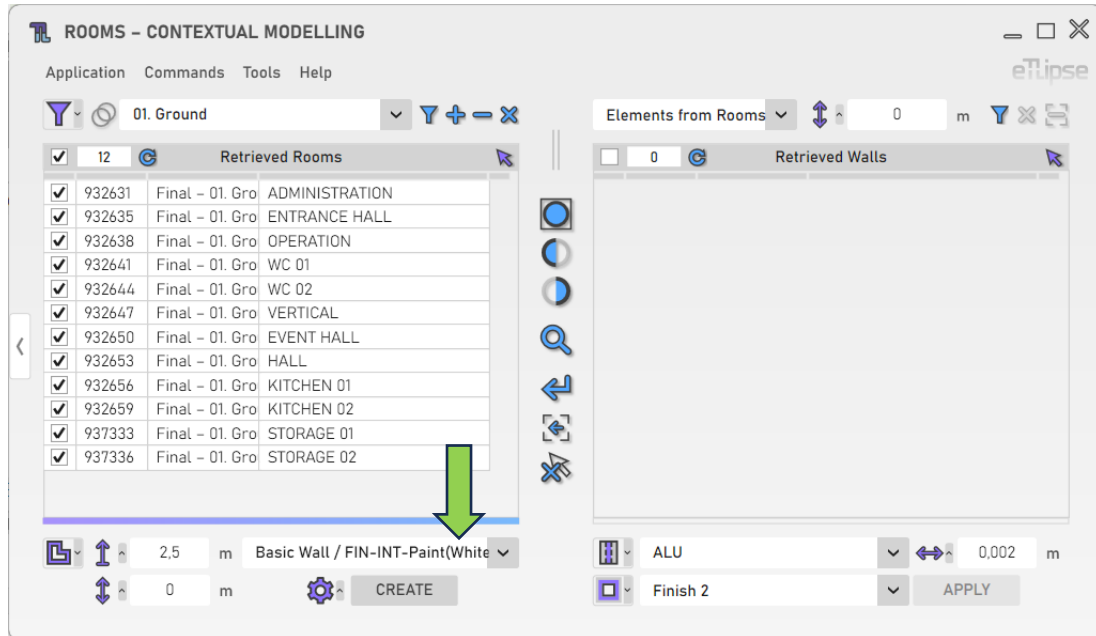 ROOMS – CONTEXTUAL MODELLING
Application Commands Tools Help
eTLipse
01. Ground
Elements from Rooms 0 m
12 Retrieved Rooms
0 Retrieved Walls
932631 Final – 01. Gro ADMINISTRATION
932635 Final – 01. Gro ENTRANCE HALL
932638 Final – 01. Gro OPERATION
932641 Final – 01. Gro WC 01
932644 Final – 01. Gro WC 02
932647 Final – 01. Gro VERTICAL
932650 Final – 01. Gro EVENT HALL
932653 Final – 01. Gro HALL
932656 Final – 01. Gro KITCHEN 01
932659 Final – 01. Gro KITCHEN 02
937333 Final – 01. Gro STORAGE 01
937336 Final – 01. Gro STORAGE 02
2,5 m Basic Wall / FIN-INT-Paint(White
0 m CREATE
ALU 0,002 m
Finish 2 APPLY